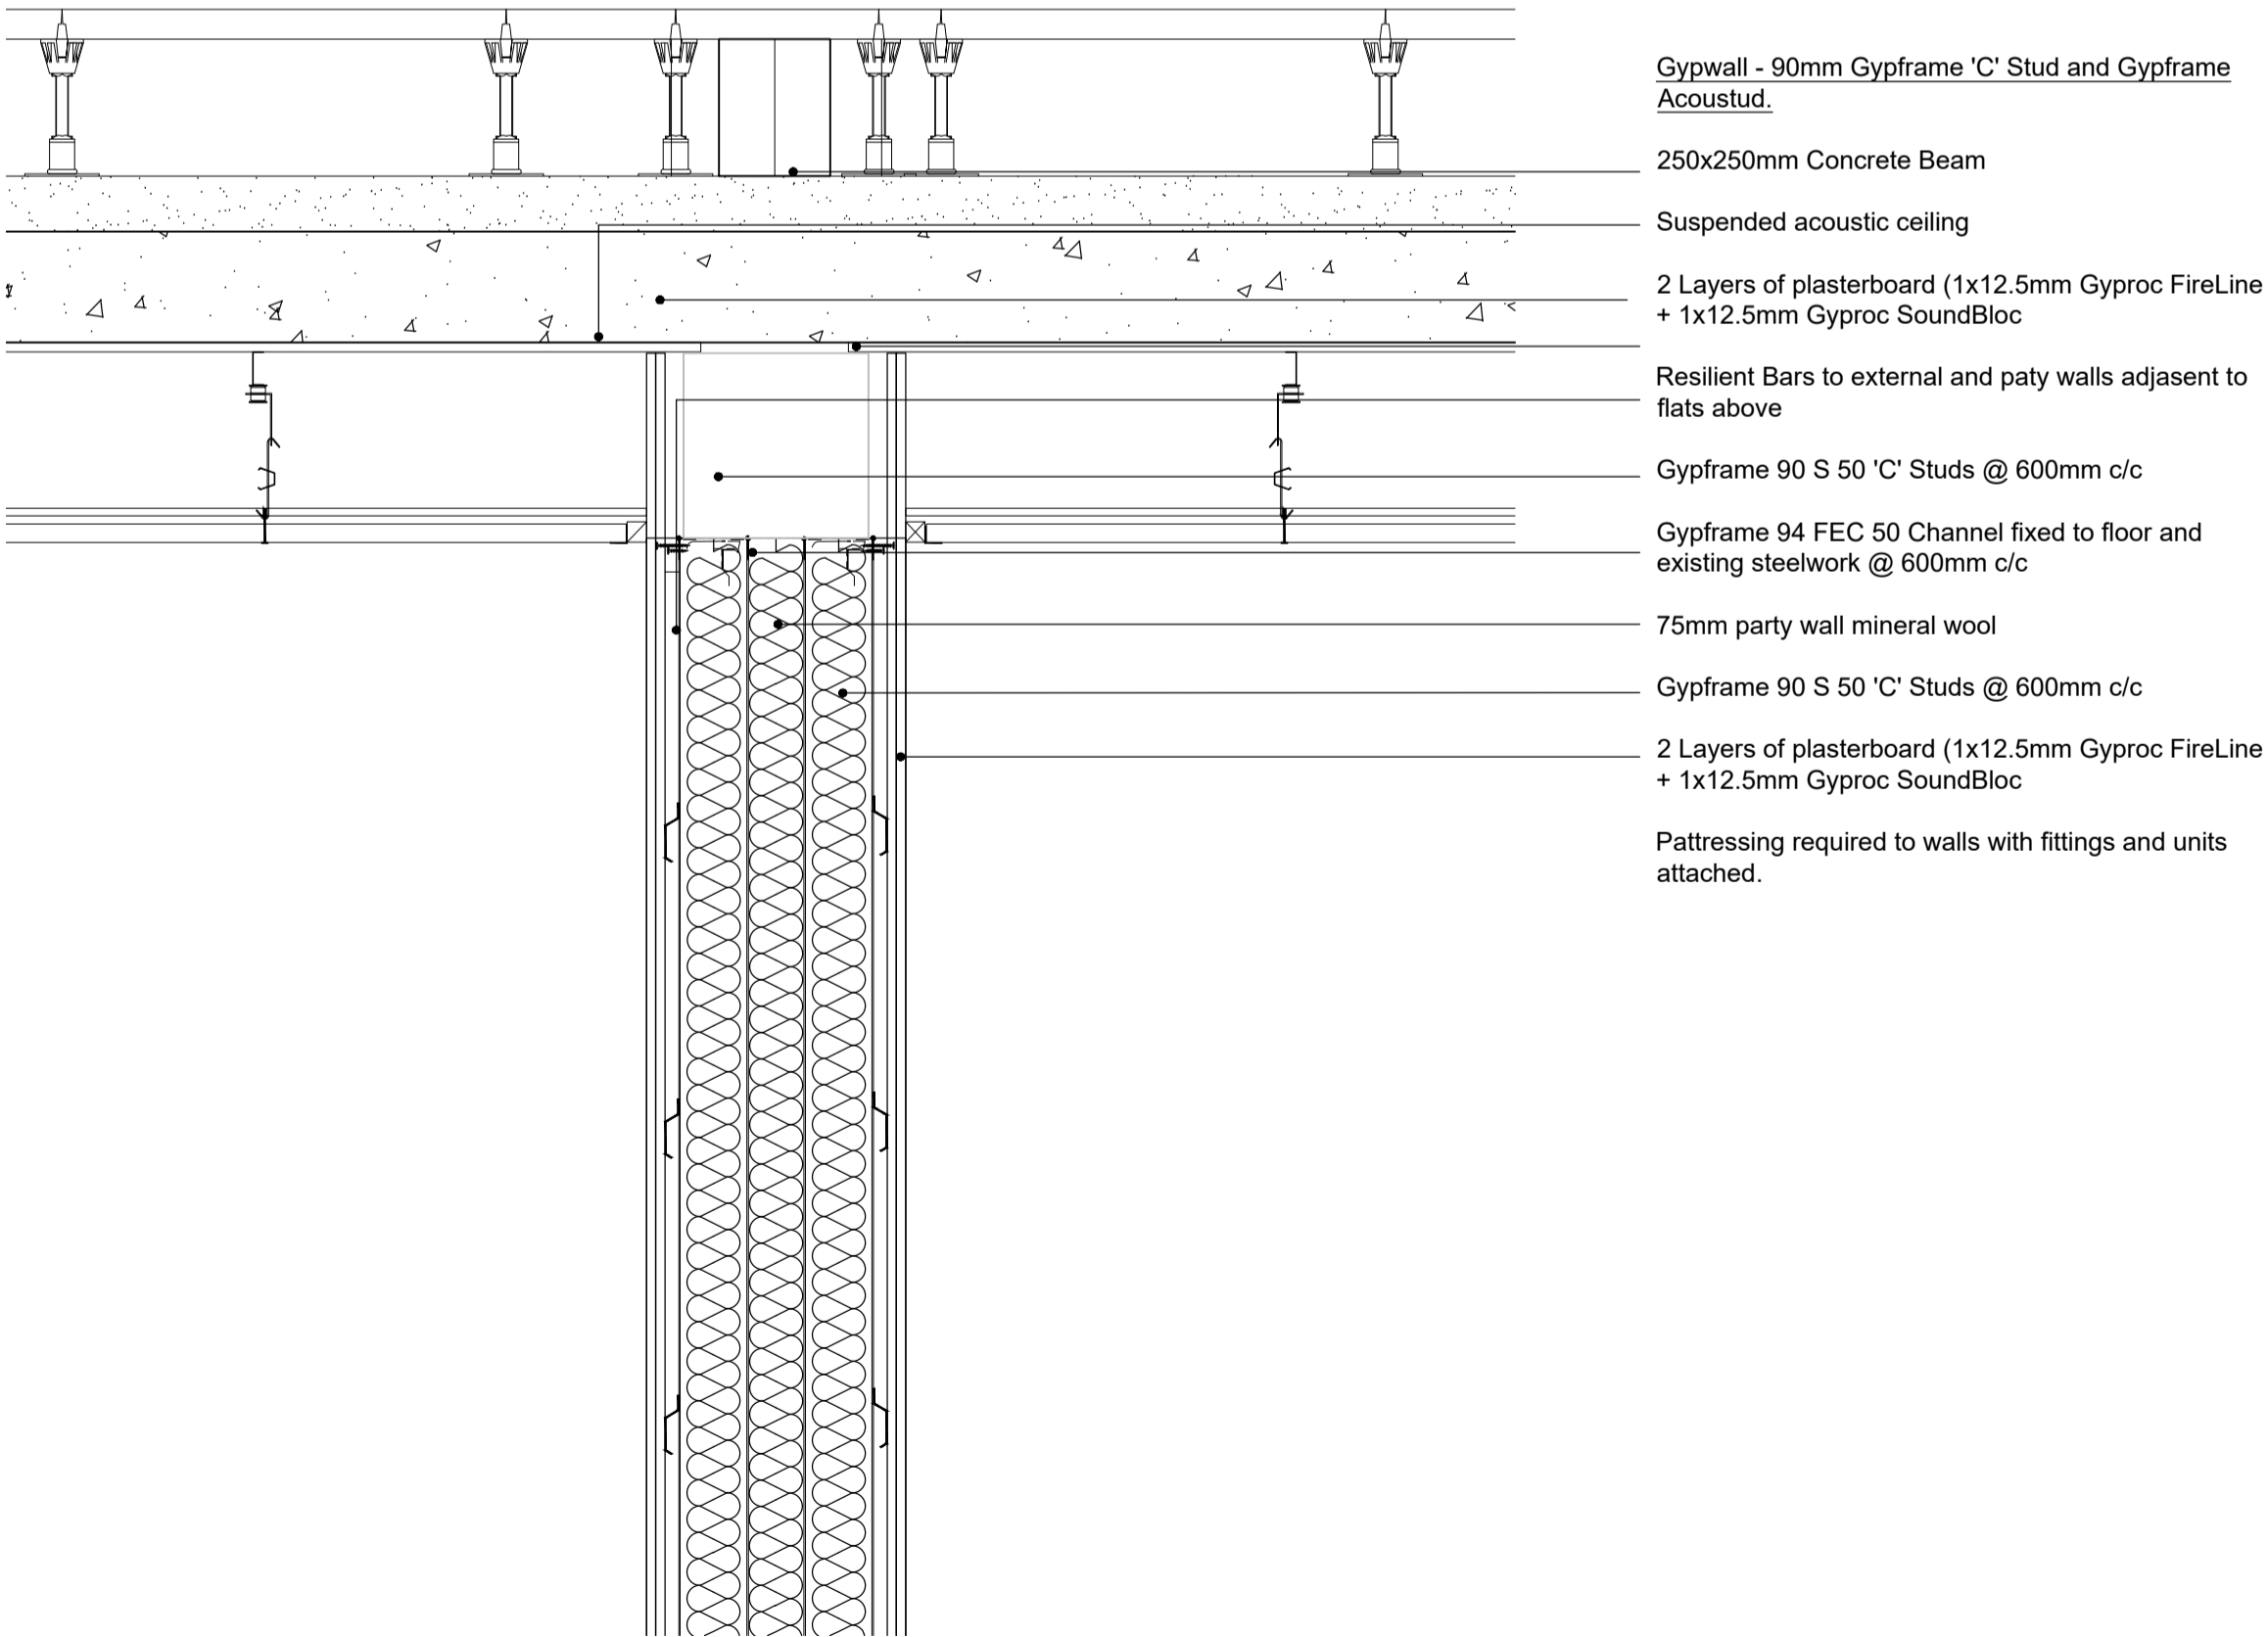 Gypwall - 90mm Gypframe 'C' Stud and Gypframe
Acoustud.
250x250mm Concrete Beam
Suspended acoustic ceiling
2 Layers of plasterboard (1x12.5mm Gyproc FireLine
+ 1x12.5mm Gyproc SoundBloc
Resilient Bars to external and paty walls adjasent to
flats above
Gypframe 90 S 50 'C' Studs @ 600mm c/c
Gypframe 94 FEC 50 Channel fixed to floor and
existing steelwork @ 600mm c/c
75mm party wall mineral wool
Gypframe 90 S 50 'C' Studs @ 600mm c/c
2 Layers of plasterboard (1x12.5mm Gyproc FireLine
+ 1x12.5mm Gyproc SoundBloc
Pattressing required to walls with fittings and units
attached.